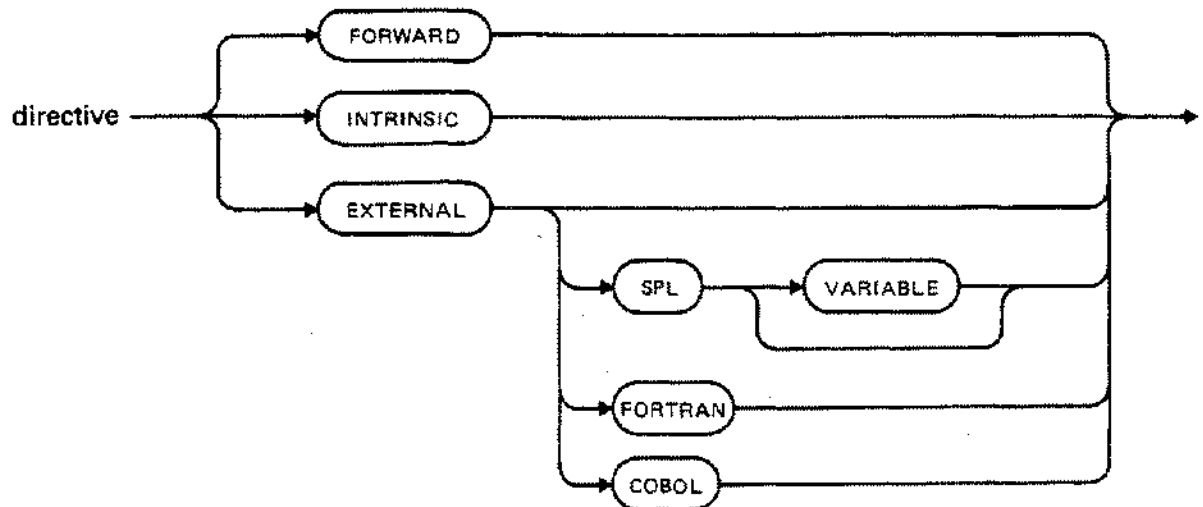 FORWARD
directive
INTRINSIC
EXTERNAL
SPL
VARIABLE
FORTRAN
COBOL